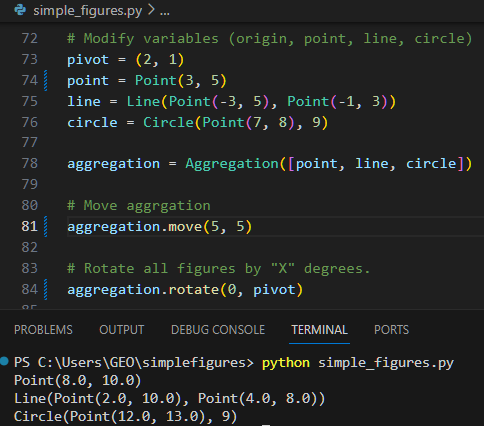 simple_figures.py > ...
72 # Modify variables (origin, point, line, circle)
73 pivot = (2, 1)
74 point = Point(3, 5)
75 line = Line(Point(-3, 5), Point(-1, 3))
76 circle = Circle(Point(7, 8), 9)
77
78 aggregation = Aggregation([point, line, circle])
79
80 # Move aggrgation
81 aggregation.move(5, 5)
82
83 # Rotate all figures by "X" degrees.
84 aggregation.rotate(0, pivot)
PROBLEMS OUTPUT DEBUG CONSOLE TERMINAL PORTS
PS C:\Users\GEO\simplefigures> python simple_figures.py
Point(8.0, 10.0)
Line(Point(2.0, 10.0), Point(4.0, 8.0))
Circle(Point(12.0, 13.0), 9)